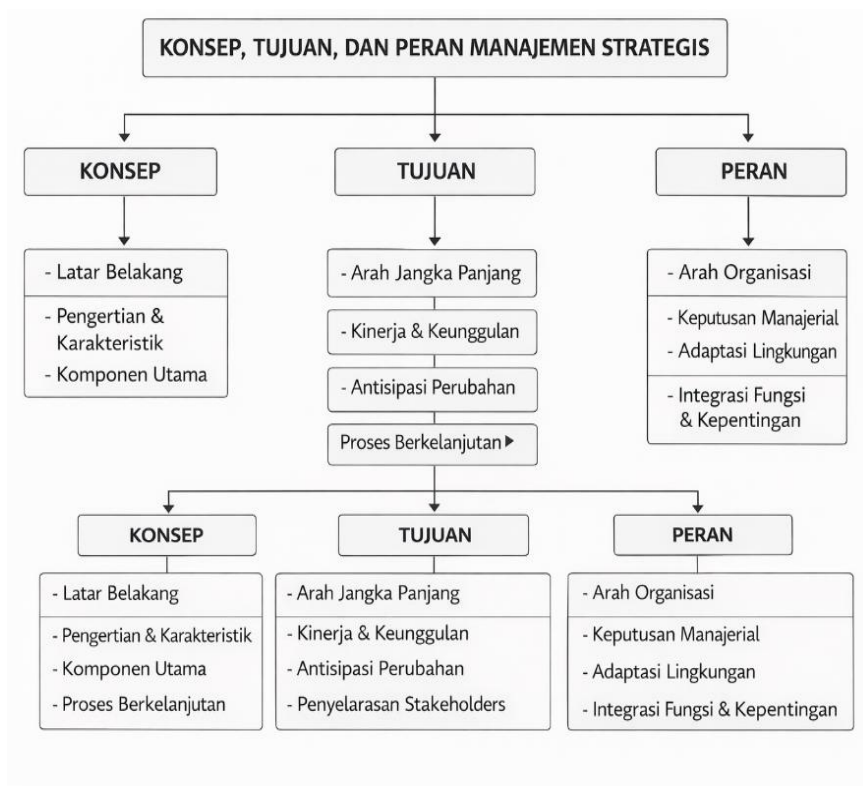 KONSEP, TUJUAN, DAN PERAN MANAJEMEN STRATEGIS
KONSEP
- Latar Belakang
- Pengertian &
Karakteristik
- Komponen Utama
TUJUAN
- Arah Jangka Panjang
- Kinerja & Keunggulan
- Antisipasi Perubahan
Proses Berkelanjutan
PERAN
- Arah Organisasi
- Keputusan Manajerial
- Adaptasi Lingkungan
- Integrasi Fungsi
& Kepentingan
KONSEP
- Latar Belakang
- Pengertian & Karakteristik
- Komponen Utama
- Proses Berkelanjutan
TUJUAN
- Arah Jangka Panjang
- Kinerja & Keunggulan
- Antisipasi Perubahan
- Penyelarasan Stakeholders
PERAN
- Arah Organisasi
- Keputusan Manajerial
- Adaptasi Lingkungan
- Integrasi Fungsi & Kepentingan